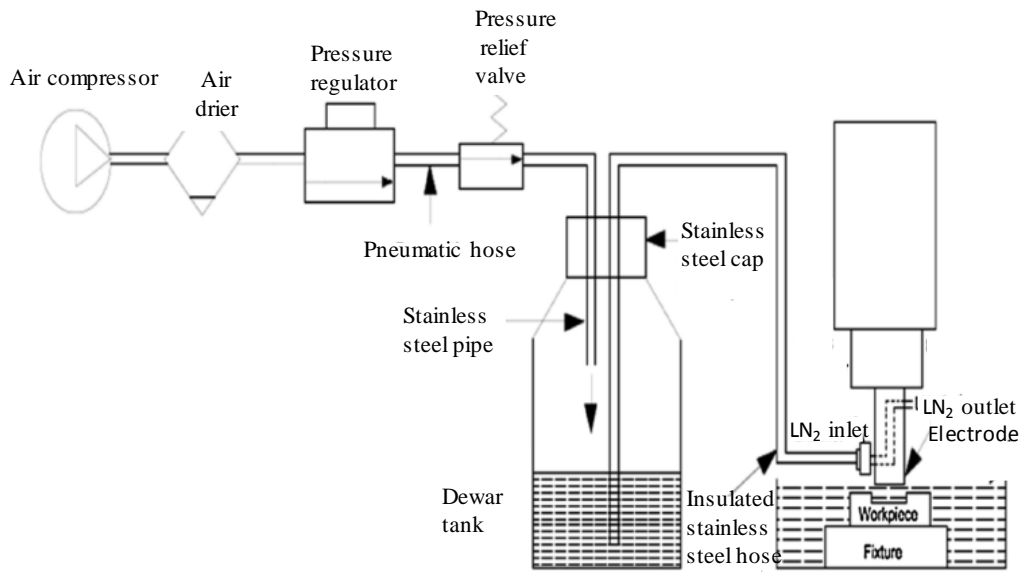 Pressure
relief
valve
Pressure
regulator
Air compressor
Air
drier
Pneumatic hose
Stainless
steel cap
Stainless
steel pipe
LN₂ outlet
LN₂ inlet
Electrode
Dewar
tank
Insulated
stainless
steel hose
Workpiece
Fixture